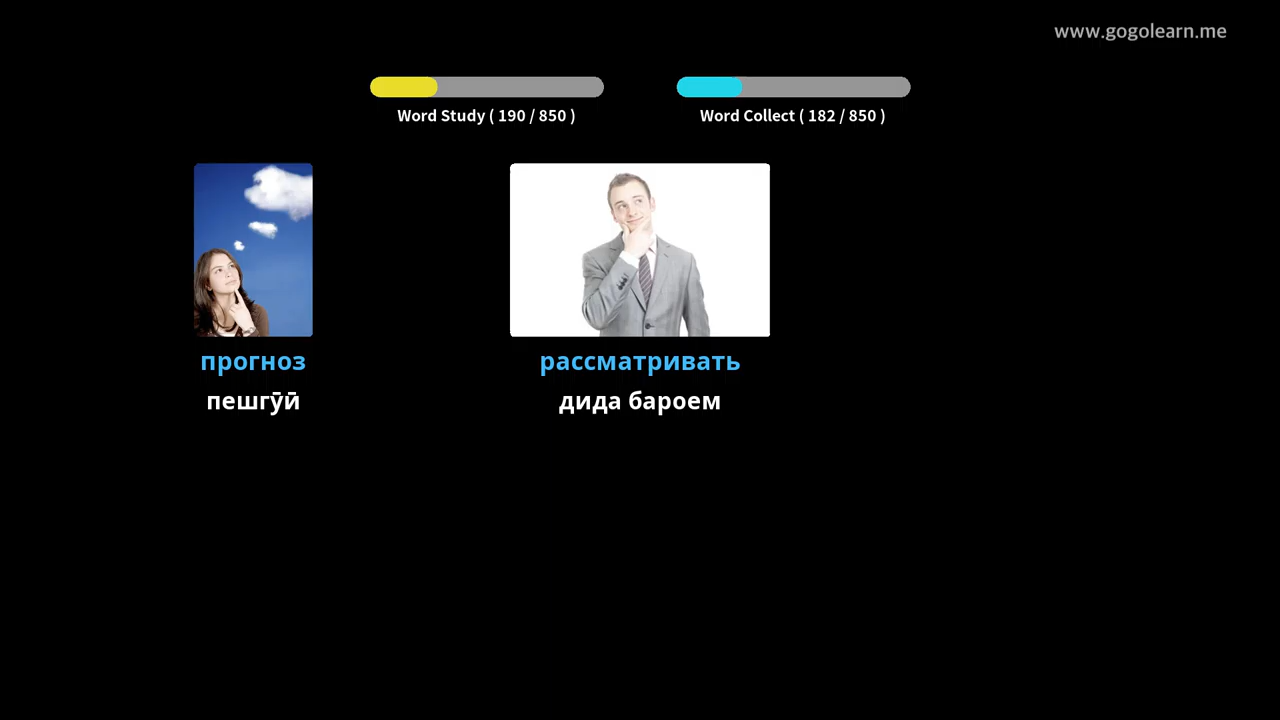 www.gogolearn.me
Word Study ( 190 / 850 )
Word Collect ( 182 / 850 )
прогноз
пешгӯӣ
рассматривать
дида бароем